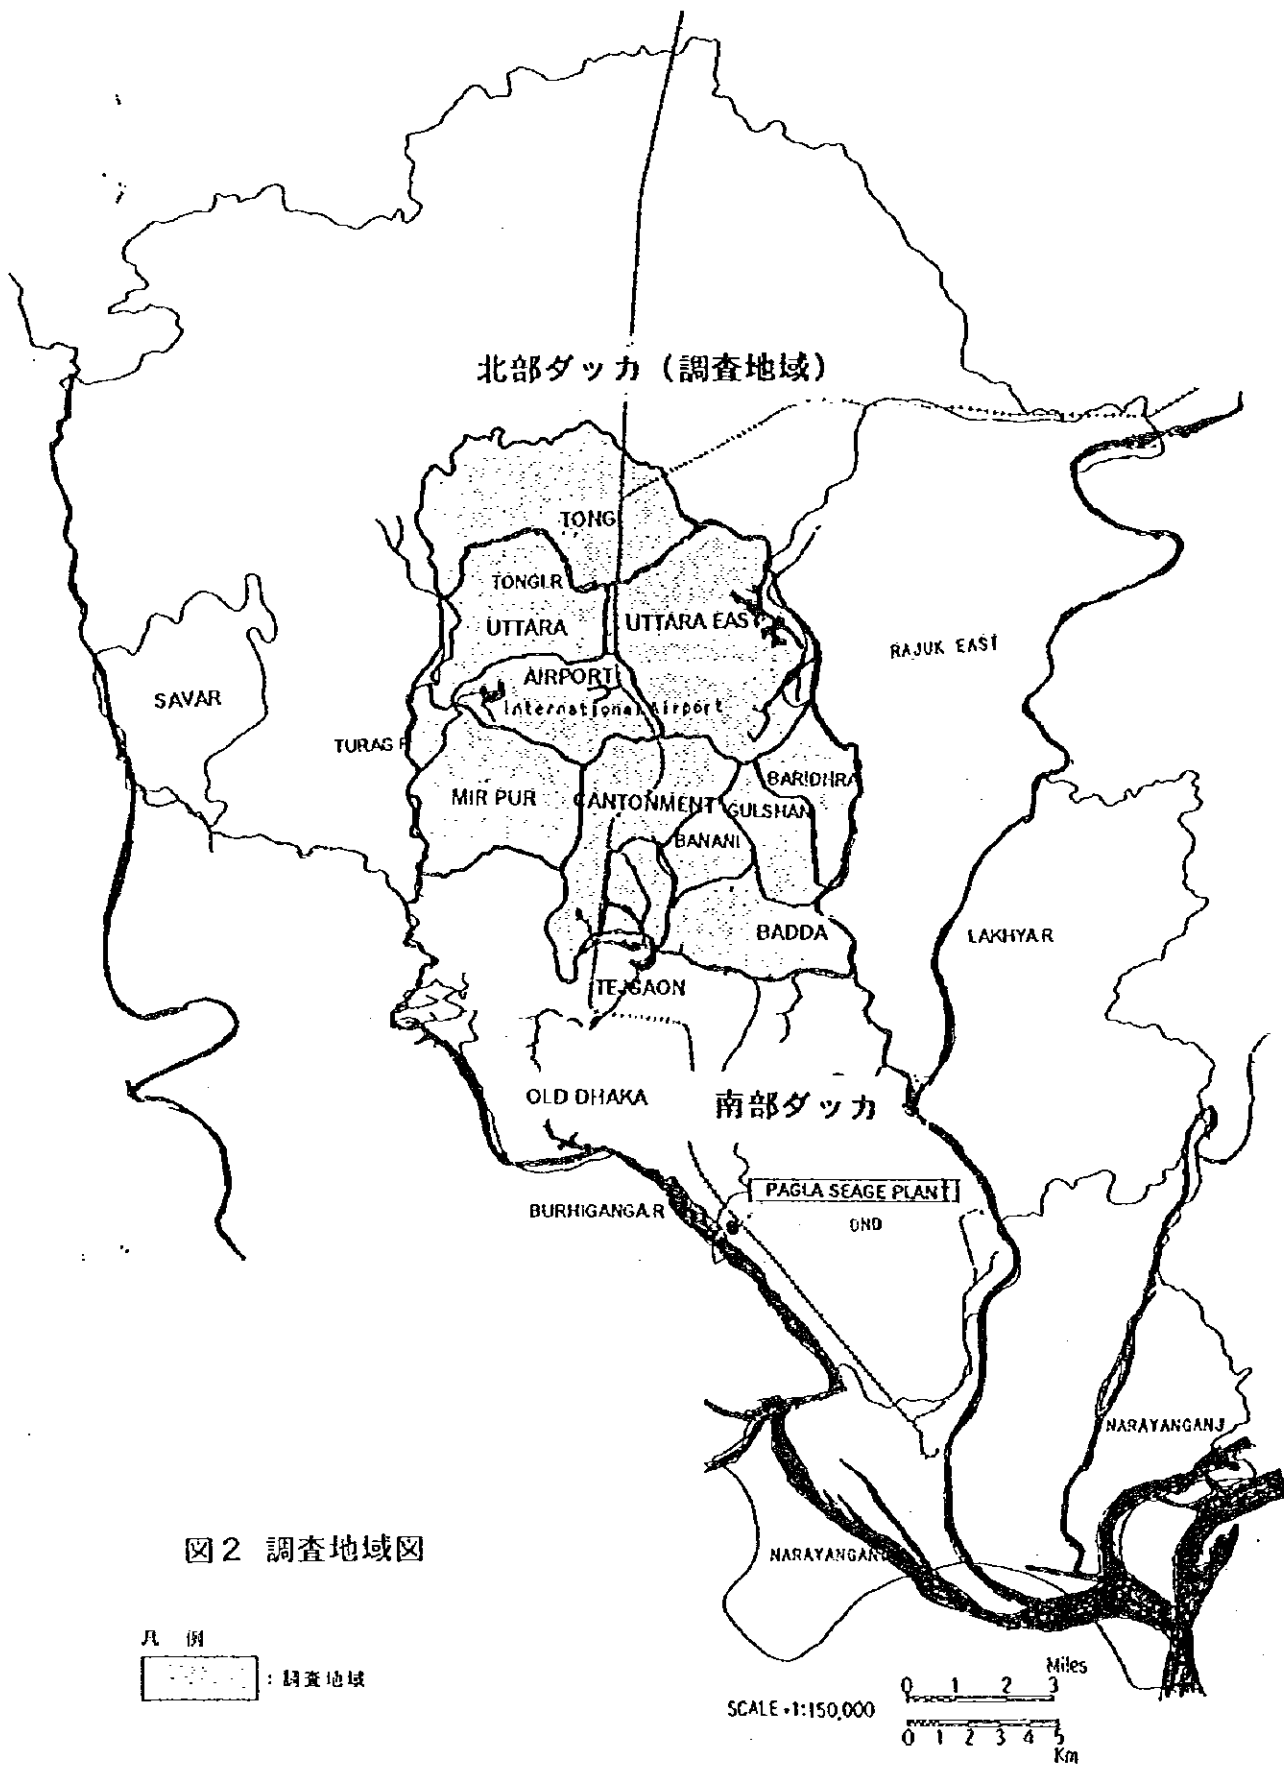 北部ダッカ(調査地域)
TONG
TONGI.R
UTTARA
UTTARA EAST
RAJUK EAST
AIRPORT
International Airport
SAVAR
TURAG R
MIR PUR
CANTONMENT
GULSHAN
BARIDHRA
BANANI
BADDA
LAKHYA.R
TEJGAON
OLD DHAKA
南部ダッカ
PAGLA SEAGE PLANT
BURHIGANGA.R
DND
NARAYANGANJ
NARAYANGANJ
図2 調査地域図
凡 例
: 調査地域
Miles
0 1 2 3
SCALE=1:150,000
0 1 2 3 4 5
Km